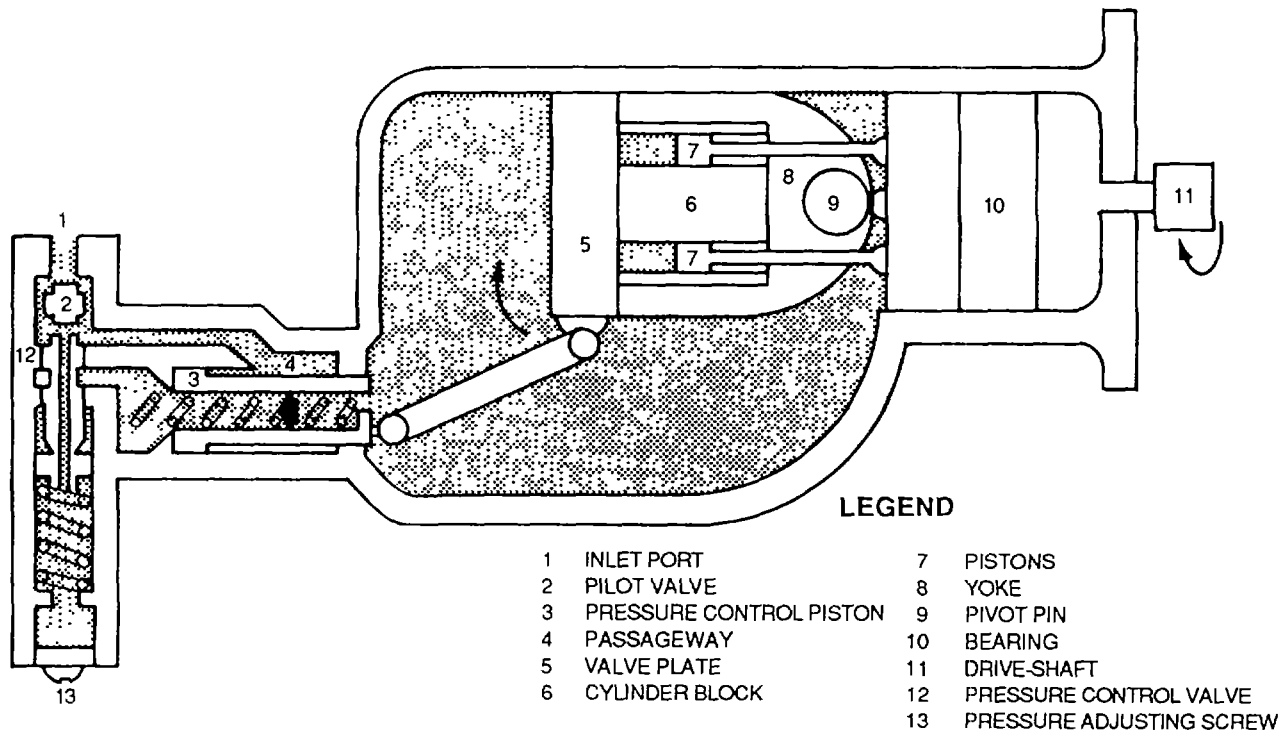 1
2
12
3
4
5
6
7
7
8
9
10
11
13
LEGEND
1 INLET PORT
2 PILOT VALVE
3 PRESSURE CONTROL PISTON
4 PASSAGEWAY
5 VALVE PLATE
6 CYLINDER BLOCK
7 PISTONS
8 YOKE
9 PIVOT PIN
10 BEARING
11 DRIVE-SHAFT
12 PRESSURE CONTROL VALVE
13 PRESSURE ADJUSTING SCREW